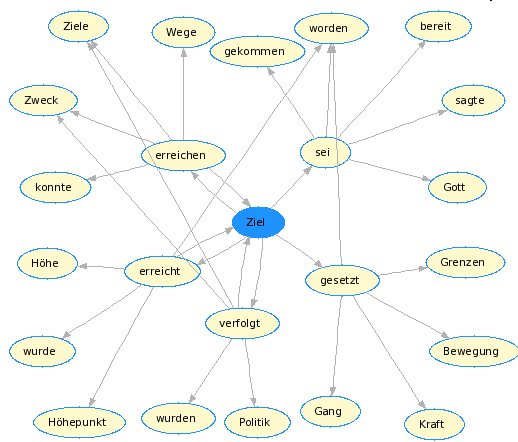 Ziele
Wege
gekommen
worden
bereit
Zweck
sagte
erreichen
sei
konnte
Gott
Ziel
Höhe
erreicht
gesetzt
Grenzen
verfolgt
wurde
Bewegung
Höhepunkt
wurden
Politik
Gang
Kraft